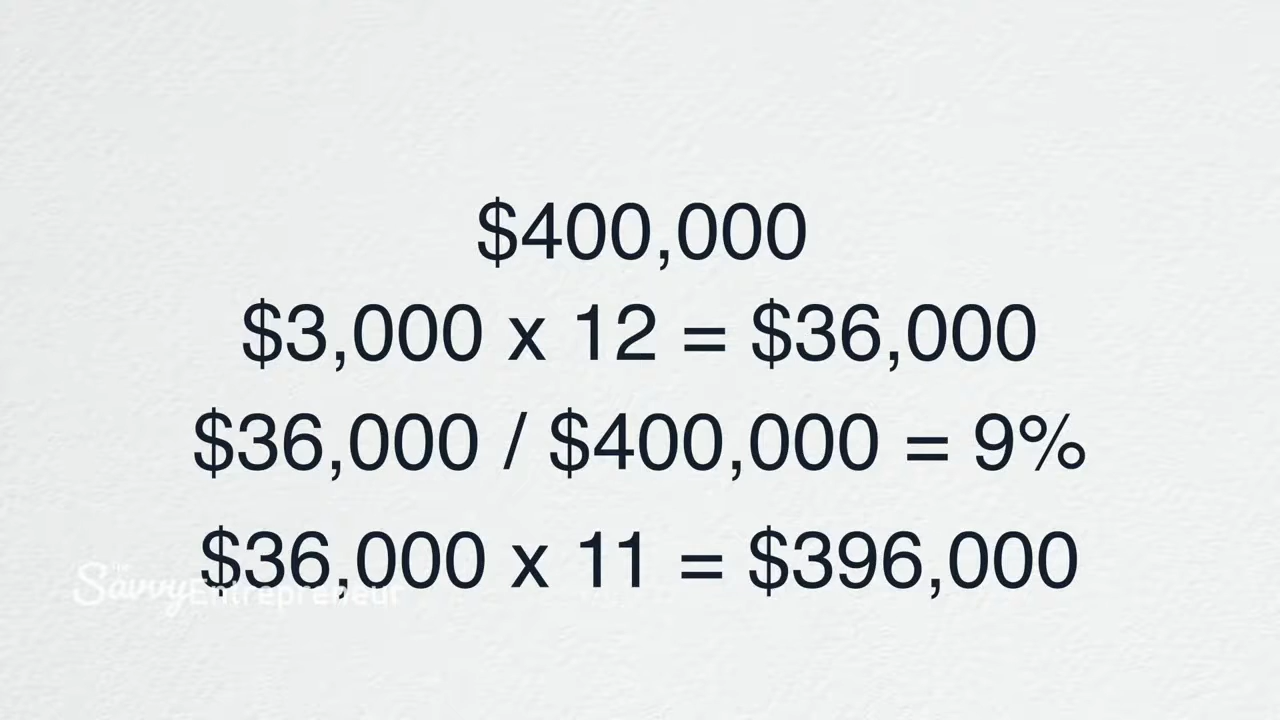 $400,000
$3,000 x 12 = $36,000
$36,000 / $400,000 = 9%
$36,000 x 11 = $396,000
The Savvy Entrepreneur